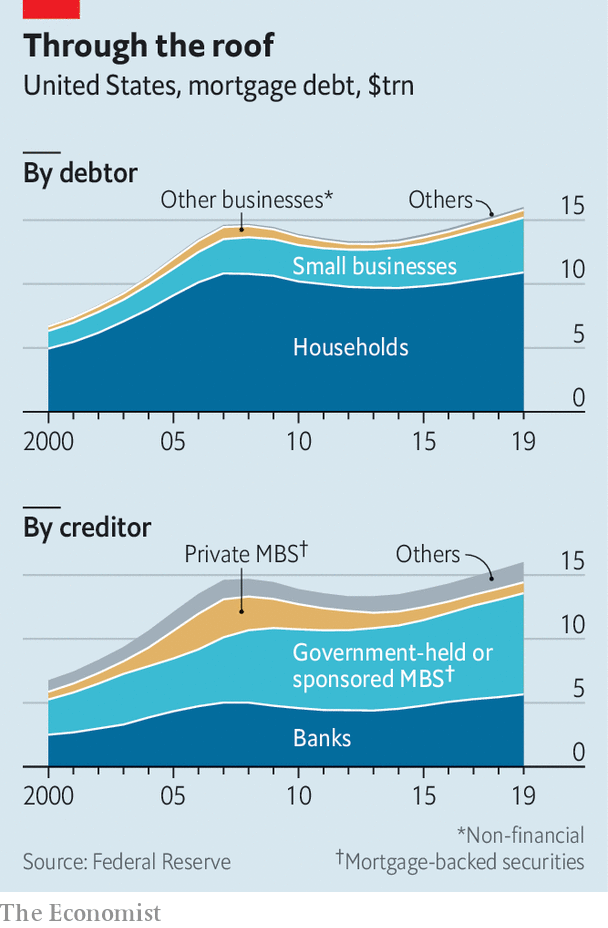 Through the roof
United States, mortgage debt, $trn
By debtor
Other businesses*
Others
15
Small businesses
10
Households
5
0
2000
05
10
15
19
By creditor
Private MBS†
Others
15
10
Government-held or
sponsored MBS†
5
Banks
0
2000
05
10
15
19
*Non-financial
Source: Federal Reserve
†Mortgage-backed securities
The Economist